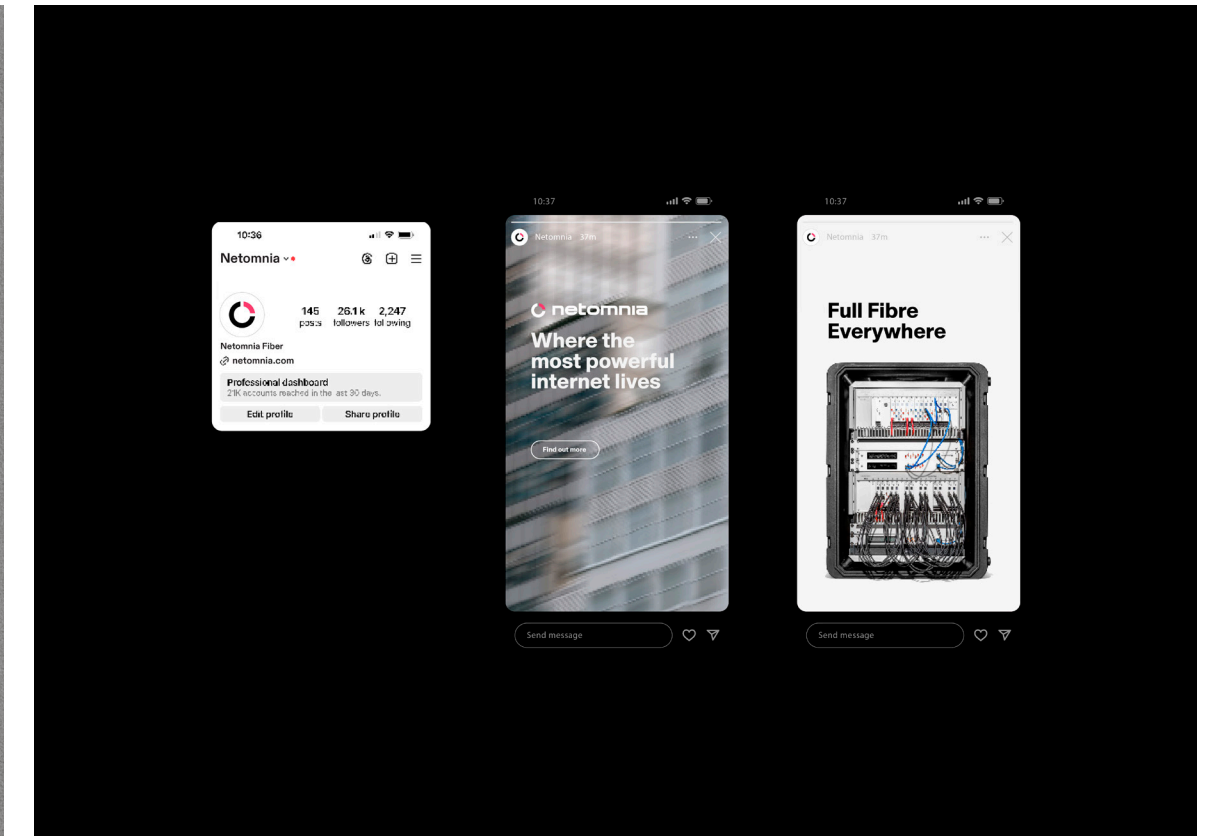 10:36
Netomnia
145 26.1k 2,247
posts followers following
Netomnia Fiber
netomnia.com
Professional dashboard
21K accounts reached in the last 30 days.
Edit profile Share profile
10:37
Netomnia 37m
netomnia
Where the
most powerful
internet lives
Find out more
Send message
10:37
Netomnia 37m
Full Fibre
Everywhere
Send message